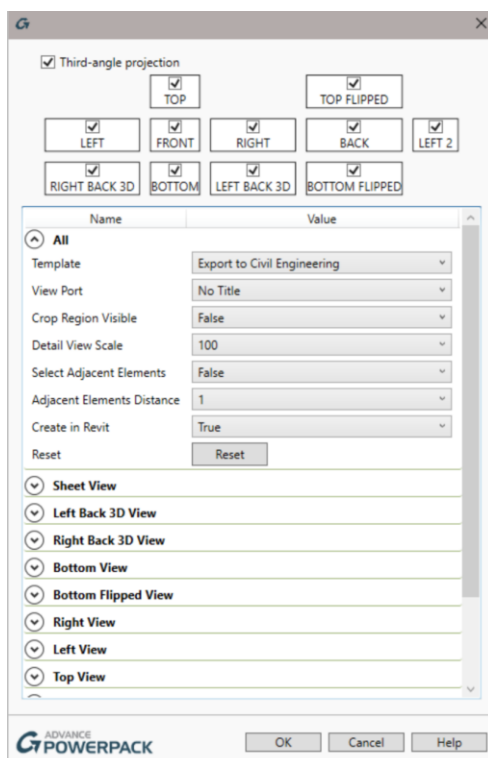 G
Third-angle projection
TOP TOP FLIPPED
LEFT FRONT RIGHT BACK LEFT 2
RIGHT BACK 3D BOTTOM LEFT BACK 3D BOTTOM FLIPPED
Name Value
All
Template Export to Civil Engineering
View Port No Title
Crop Region Visible False
Detail View Scale 100
Select Adjacent Elements False
Adjacent Elements Distance 1
Create in Revit True
Reset Reset
Sheet View
Left Back 3D View
Right Back 3D View
Bottom View
Bottom Flipped View
Right View
Left View
Top View
G ADVANCE
POWERPACK
OK Cancel Help